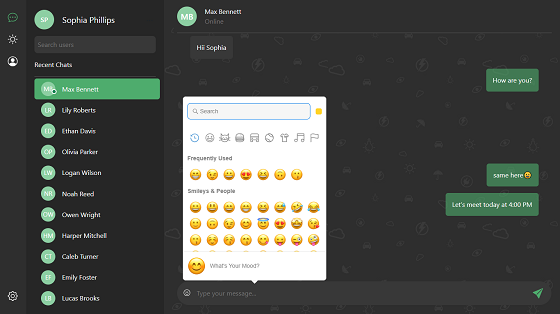 SP
Sophia Phillips
Search users
Recent Chats
MB
Max Bennett
LR
Lily Roberts
ED
Ethan Davis
OP
Olivia Parker
LW
Logan Wilson
NR
Noah Reed
OW
Owen Wright
HM
Harper Mitchell
CT
Caleb Turner
EF
Emily Foster
LB
Lucas Brooks
MB
Max Bennett
Online
Hii Sophia
How are you?
same here😀
Let's meet today at 4:00 PM
Search
Frequently Used
Smileys & People
What's Your Mood?
Type your message...